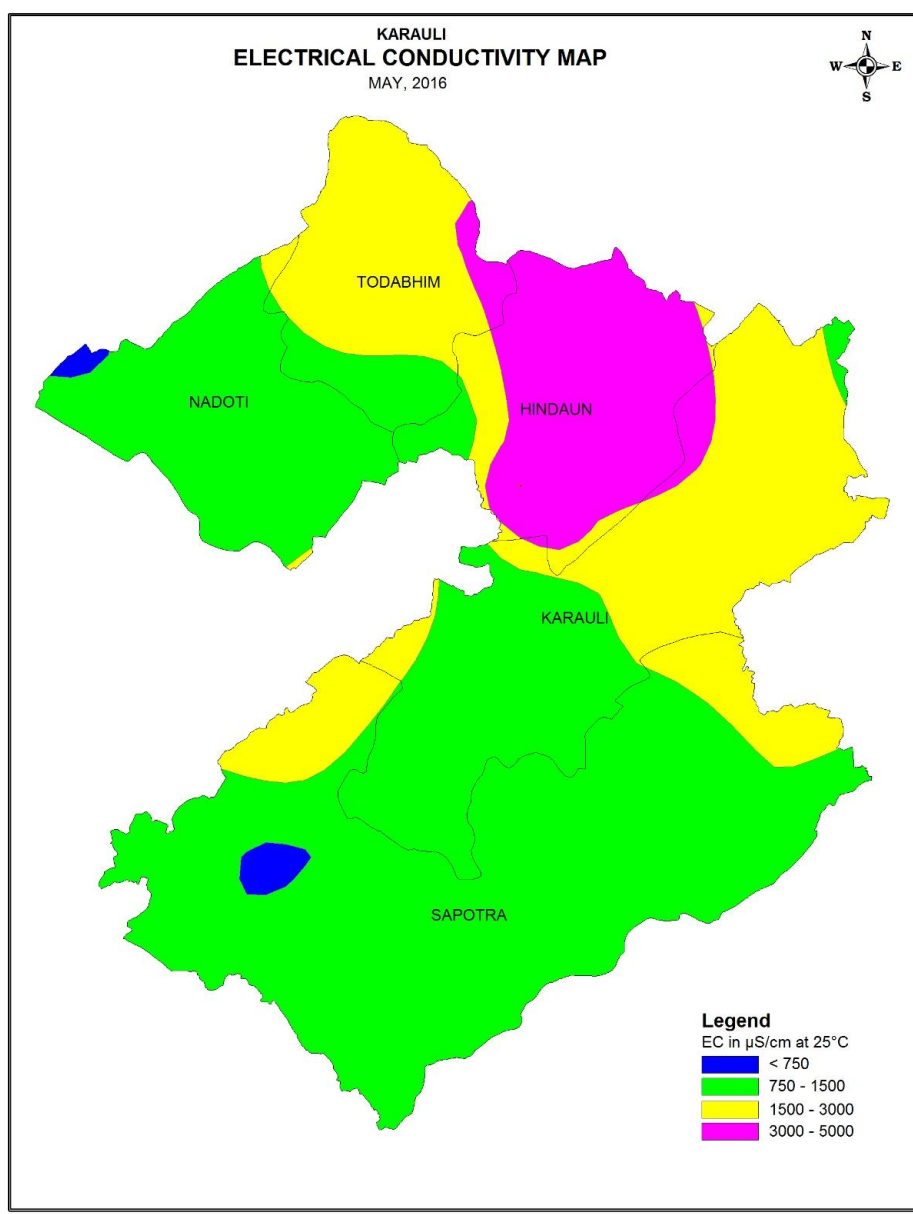 KARAULI
ELECTRICAL CONDUCTIVITY MAP
MAY, 2016
N
W E
S
TODABHIM
NADOTI
HINDAUN
KARAULI
SAPOTRA
Legend
EC in µS/cm at 25°C
< 750
750 - 1500
1500 - 3000
3000 - 5000